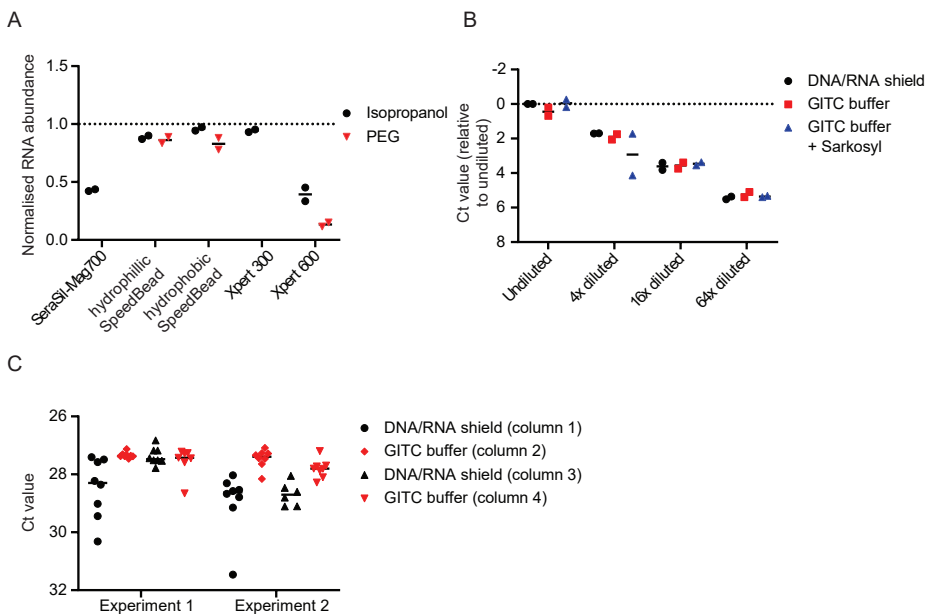 A
Normalised RNA abundance
1.5
1.0
0.5
0.0
SeraSil-Mag700
hydrophillic
SpeedBead
hydrophobic
SpeedBead
Xpert 300
Xpert 600
Isopropanol
PEG
B
Ct value (relative
to undiluted)
-2
0
2
4
6
8
Undiluted
4x diluted
16x diluted
64x diluted
DNA/RNA shield
GITC buffer
GITC buffer
+ Sarkosyl
C
Ct value
26
28
30
32
Experiment 1
Experiment 2
DNA/RNA shield (column 1)
GITC buffer (column 2)
DNA/RNA shield (column 3)
GITC buffer (column 4)